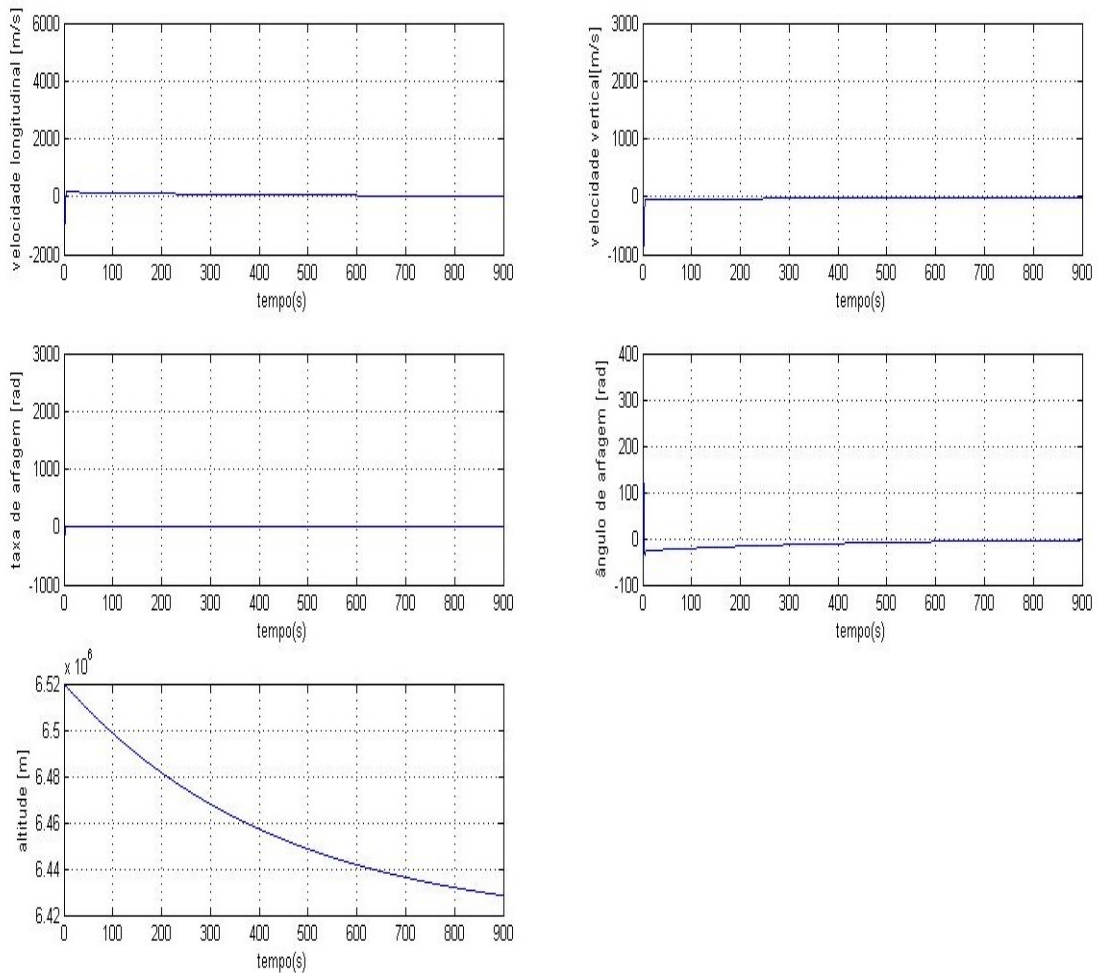 velocidade longitudinal [m/s]
6000
4000
2000
0
-2000
0 100 200 300 400 500 600 700 800 900
tempo(s)
velocidade vertical[m/s]
3000
2000
1000
0
-1000
0 100 200 300 400 500 600 700 800 900
tempo(s)
taxa de arfagem [rad]
3000
2000
1000
0
-1000
0 100 200 300 400 500 600 700 800 900
tempo(s)
ângulo de arfagem [rad]
400
300
200
100
0
-100
0 100 200 300 400 500 600 700 800 900
tempo(s)
altitude [m]
x 10⁶
6.52
6.5
6.48
6.46
6.44
6.42
0 100 200 300 400 500 600 700 800 900
tempo(s)